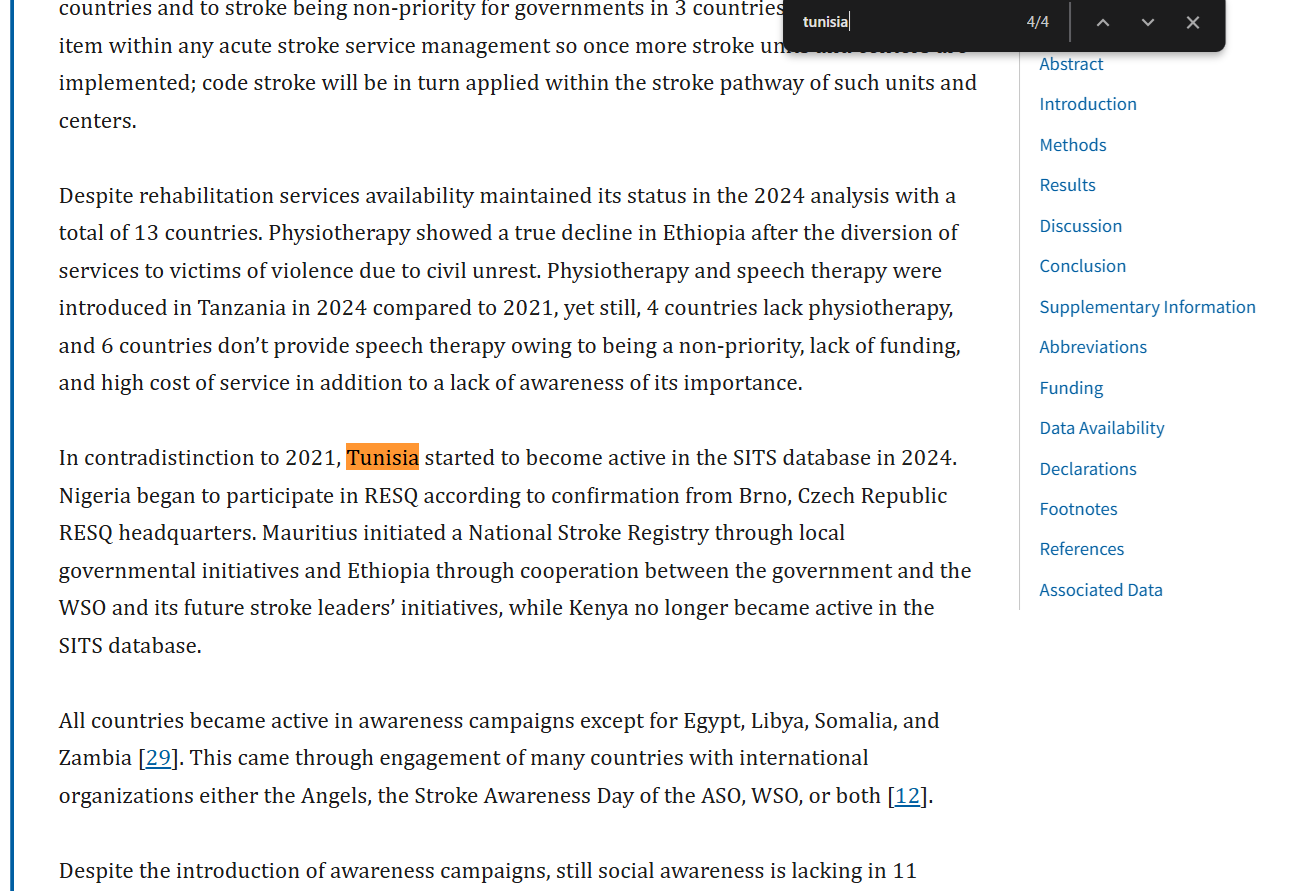 countries and to stroke being non-priority for governments in 3 countries
tunisia
4/4
item within any acute stroke service management so once more stroke
implemented; code stroke will be in turn applied within the stroke pathway of such units and
centers.
Despite rehabilitation services availability maintained its status in the 2024 analysis with a
total of 13 countries. Physiotherapy showed a true decline in Ethiopia after the diversion of
services to victims of violence due to civil unrest. Physiotherapy and speech therapy were
introduced in Tanzania in 2024 compared to 2021, yet still, 4 countries lack physiotherapy,
and 6 countries don’t provide speech therapy owing to being a non-priority, lack of funding,
and high cost of service in addition to a lack of awareness of its importance.
In contradistinction to 2021, Tunisia started to become active in the SITS database in 2024.
Nigeria began to participate in RESQ according to confirmation from Brno, Czech Republic
RESQ headquarters. Mauritius initiated a National Stroke Registry through local
governmental initiatives and Ethiopia through cooperation between the government and the
WSO and its future stroke leaders’ initiatives, while Kenya no longer became active in the
SITS database.
All countries became active in awareness campaigns except for Egypt, Libya, Somalia, and
Zambia [29]. This came through engagement of many countries with international
organizations either the Angels, the Stroke Awareness Day of the ASO, WSO, or both [12].
Despite the introduction of awareness campaigns, still social awareness is lacking in 11
Abstract
Introduction
Methods
Results
Discussion
Conclusion
Supplementary Information
Abbreviations
Funding
Data Availability
Declarations
Footnotes
References
Associated Data